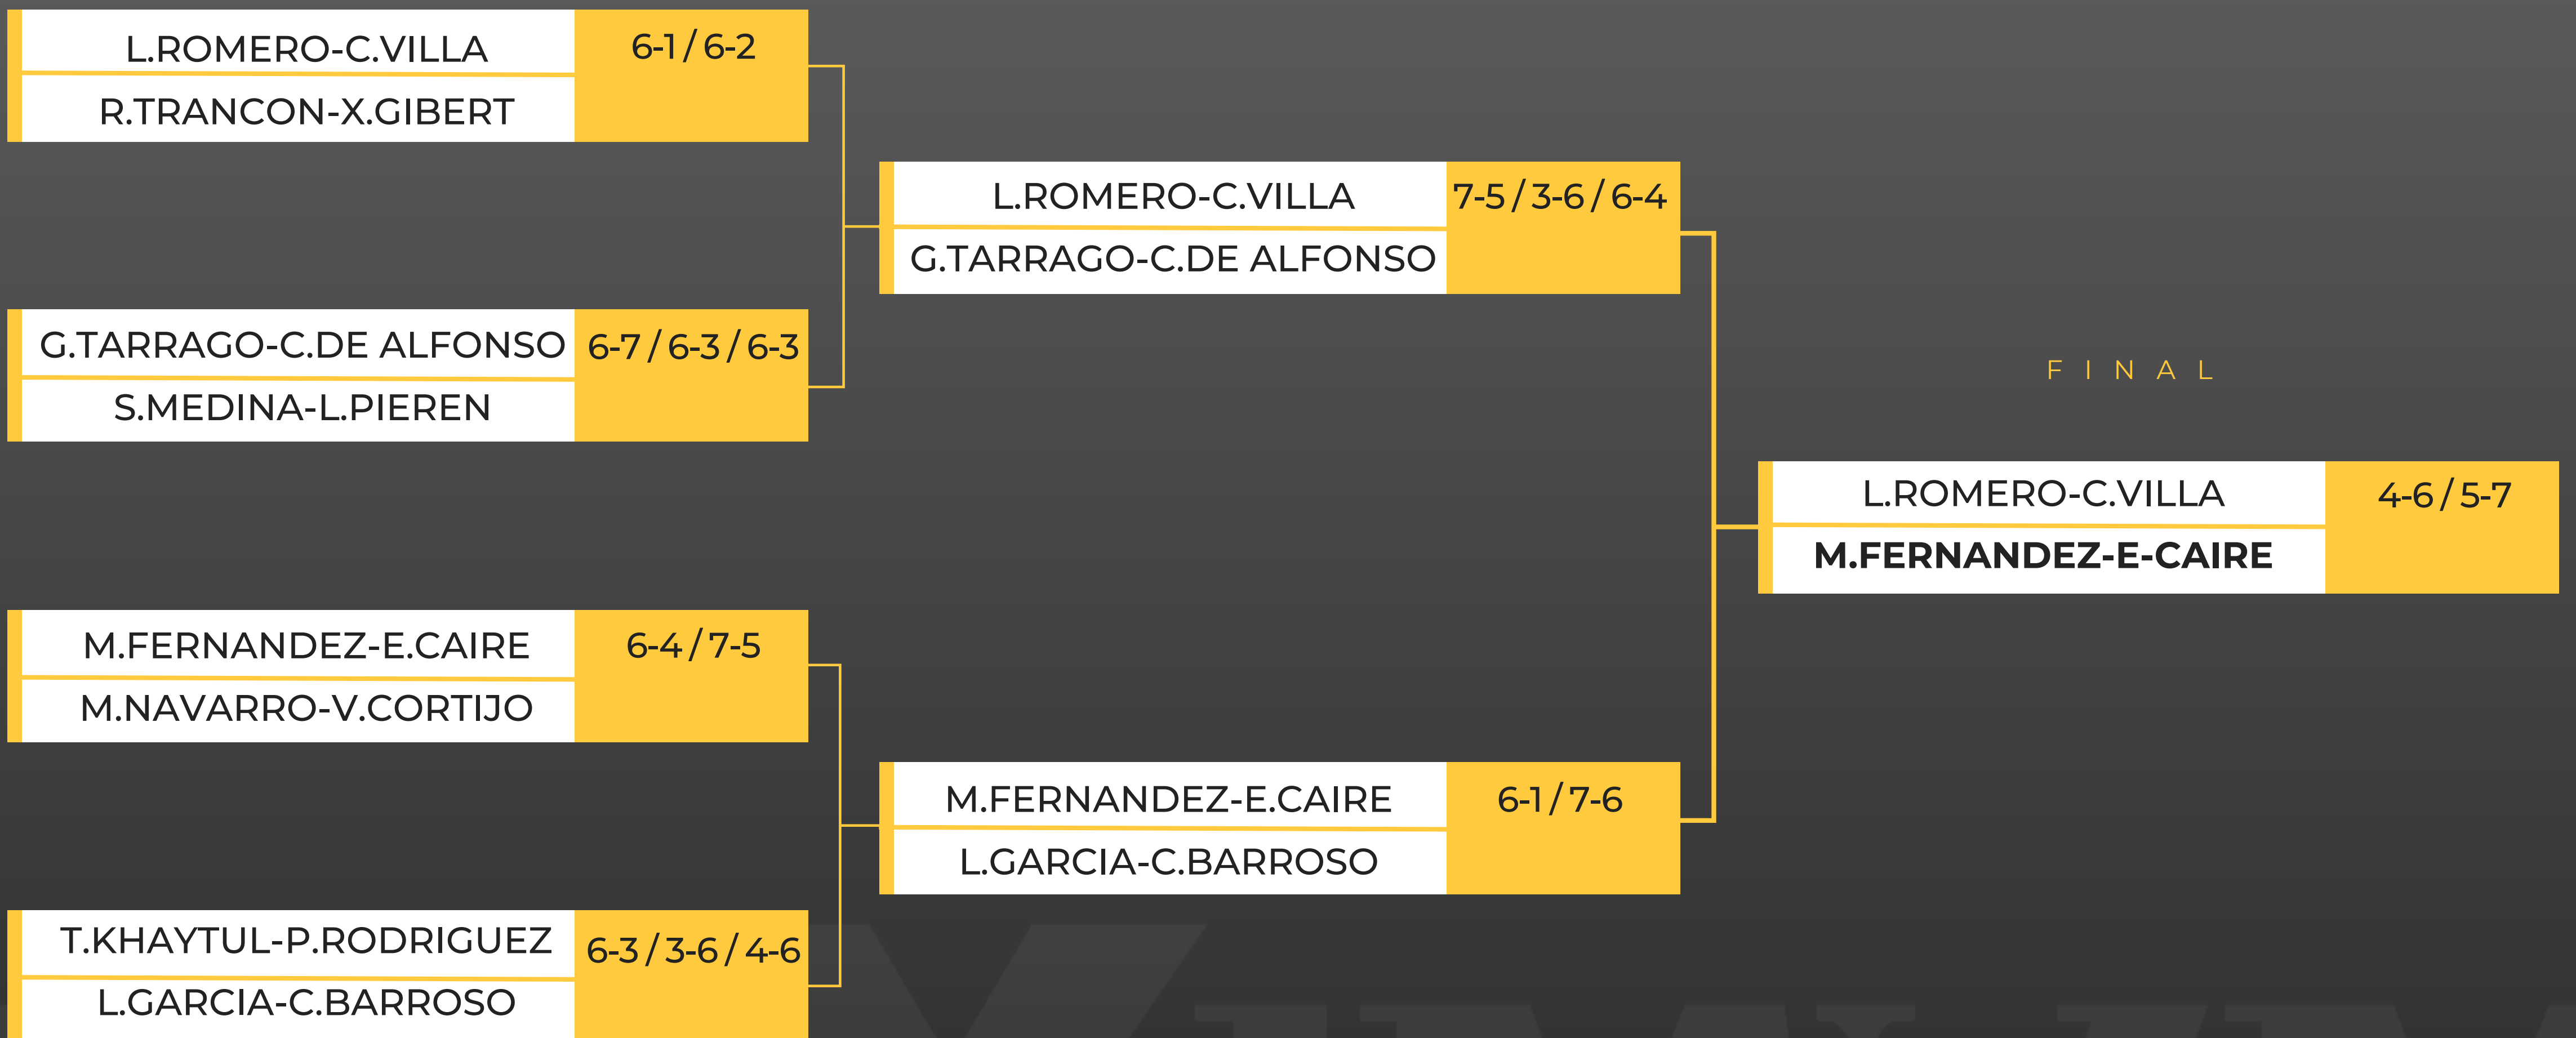 L.ROMERO-C.VILLA 6-1 / 6-2
R.TRANCON-X.GIBERT
G.TARRAGO-C.DE ALFONSO 6-7 / 6-3 / 6-3
S.MEDINA-L.PIEREN
M.FERNANDEZ-E.CAIRE 6-4 / 7-5
M.NAVARRO-V.CORTIJO
T.KHAYTUL-P.RODRIGUEZ 6-3 / 3-6 / 4-6
L.GARCIA-C.BARROSO
L.ROMERO-C.VILLA 7-5 / 3-6 / 6-4
G.TARRAGO-C.DE ALFONSO
M.FERNANDEZ-E.CAIRE 6-1 / 7-6
L.GARCIA-C.BARROSO
FINAL
L.ROMERO-C.VILLA 4-6 / 5-7
M.FERNANDEZ-E-CAIRE